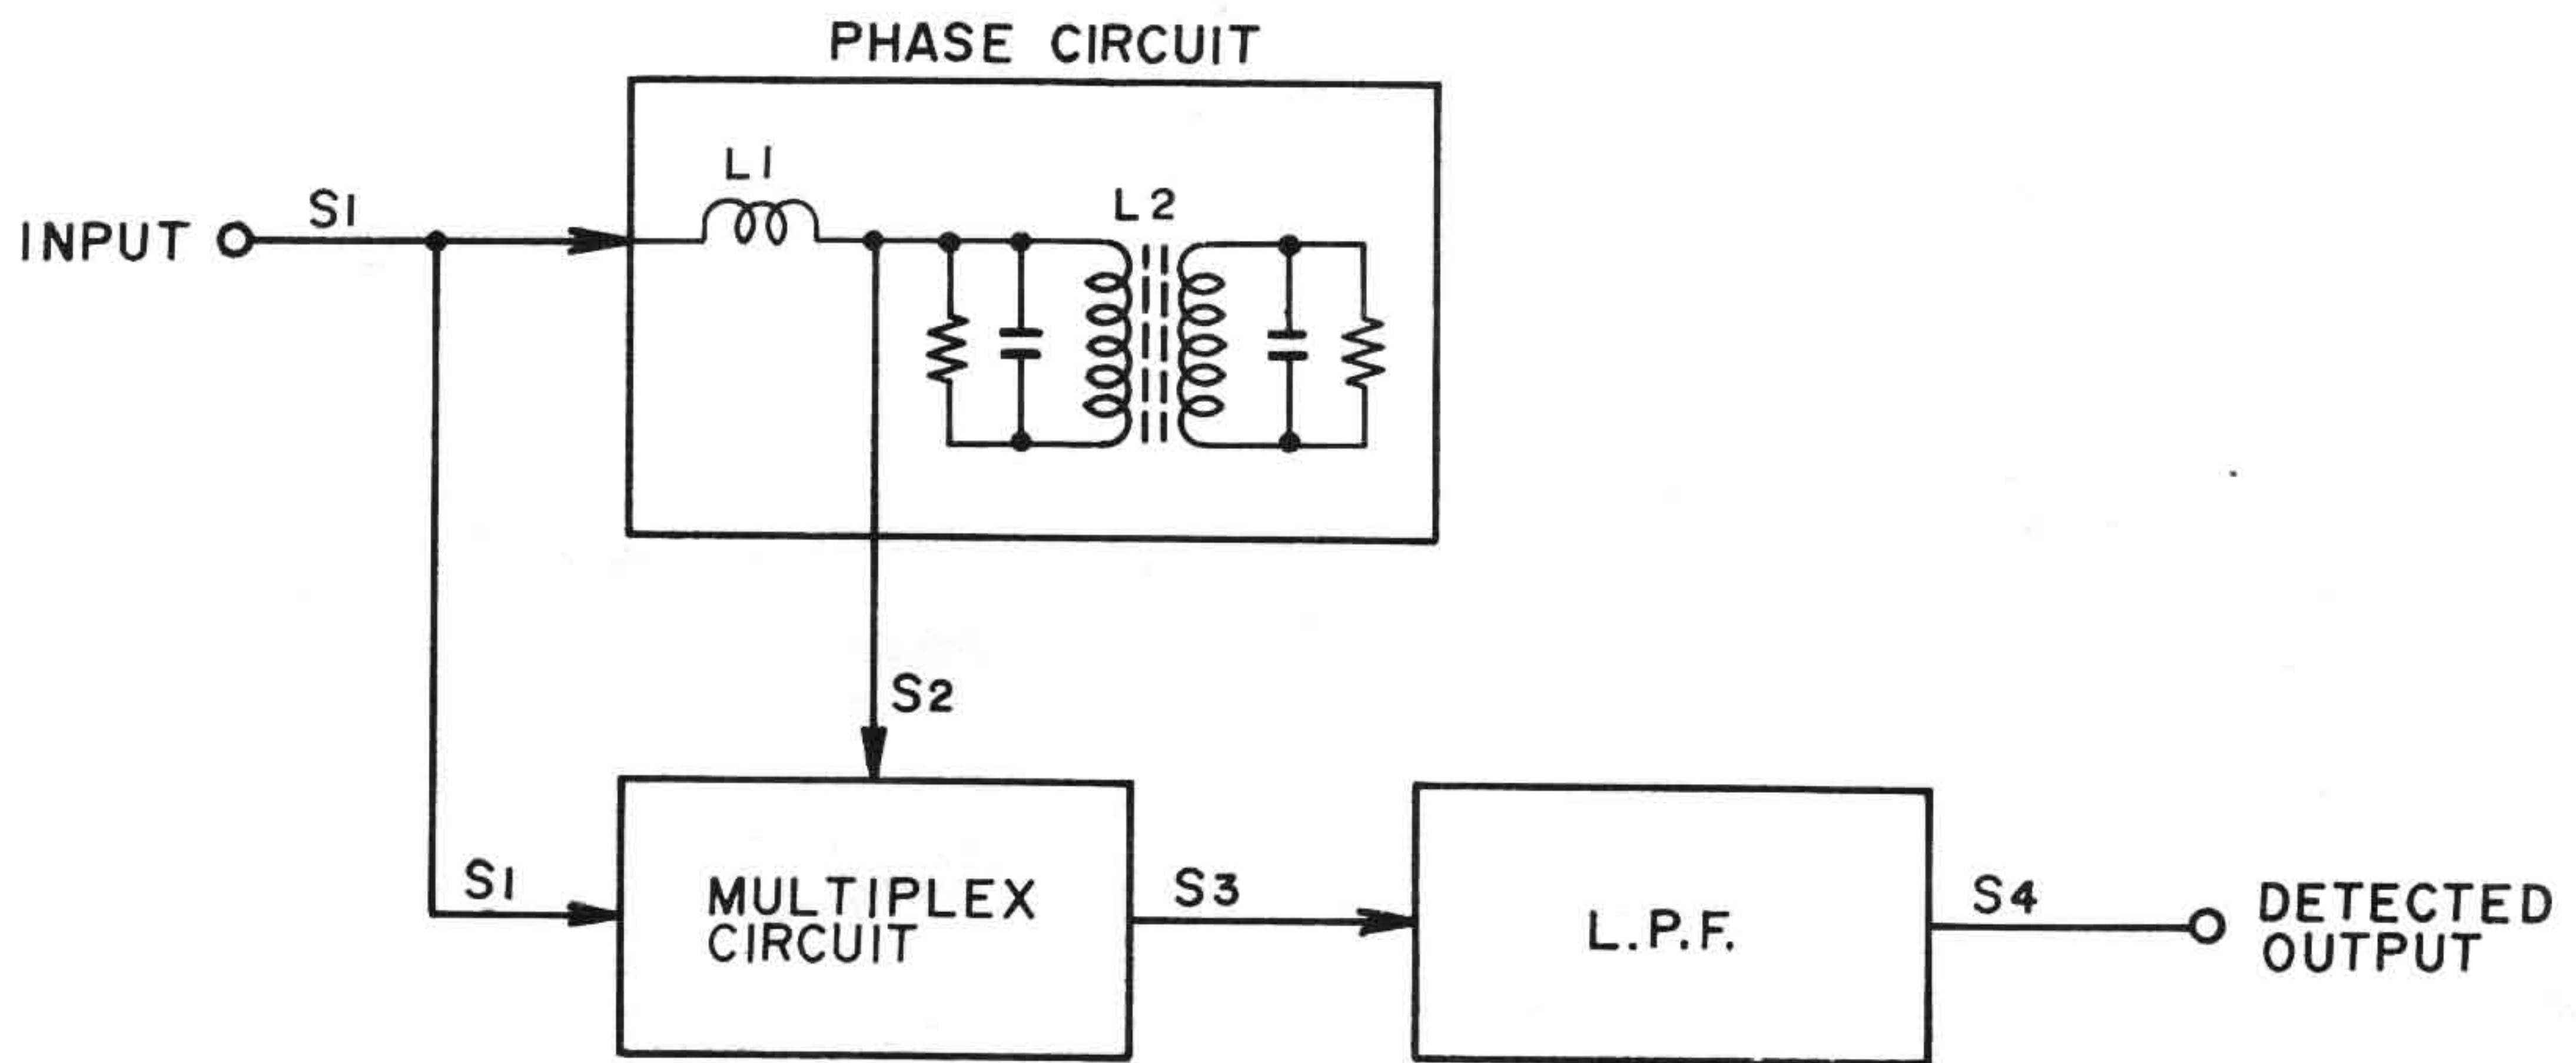 PHASE CIRCUIT
L1
L2
INPUT
S1
S2
S1
MULTIPLEX
CIRCUIT
S3
L.P.F.
S4
DETECTED
OUTPUT